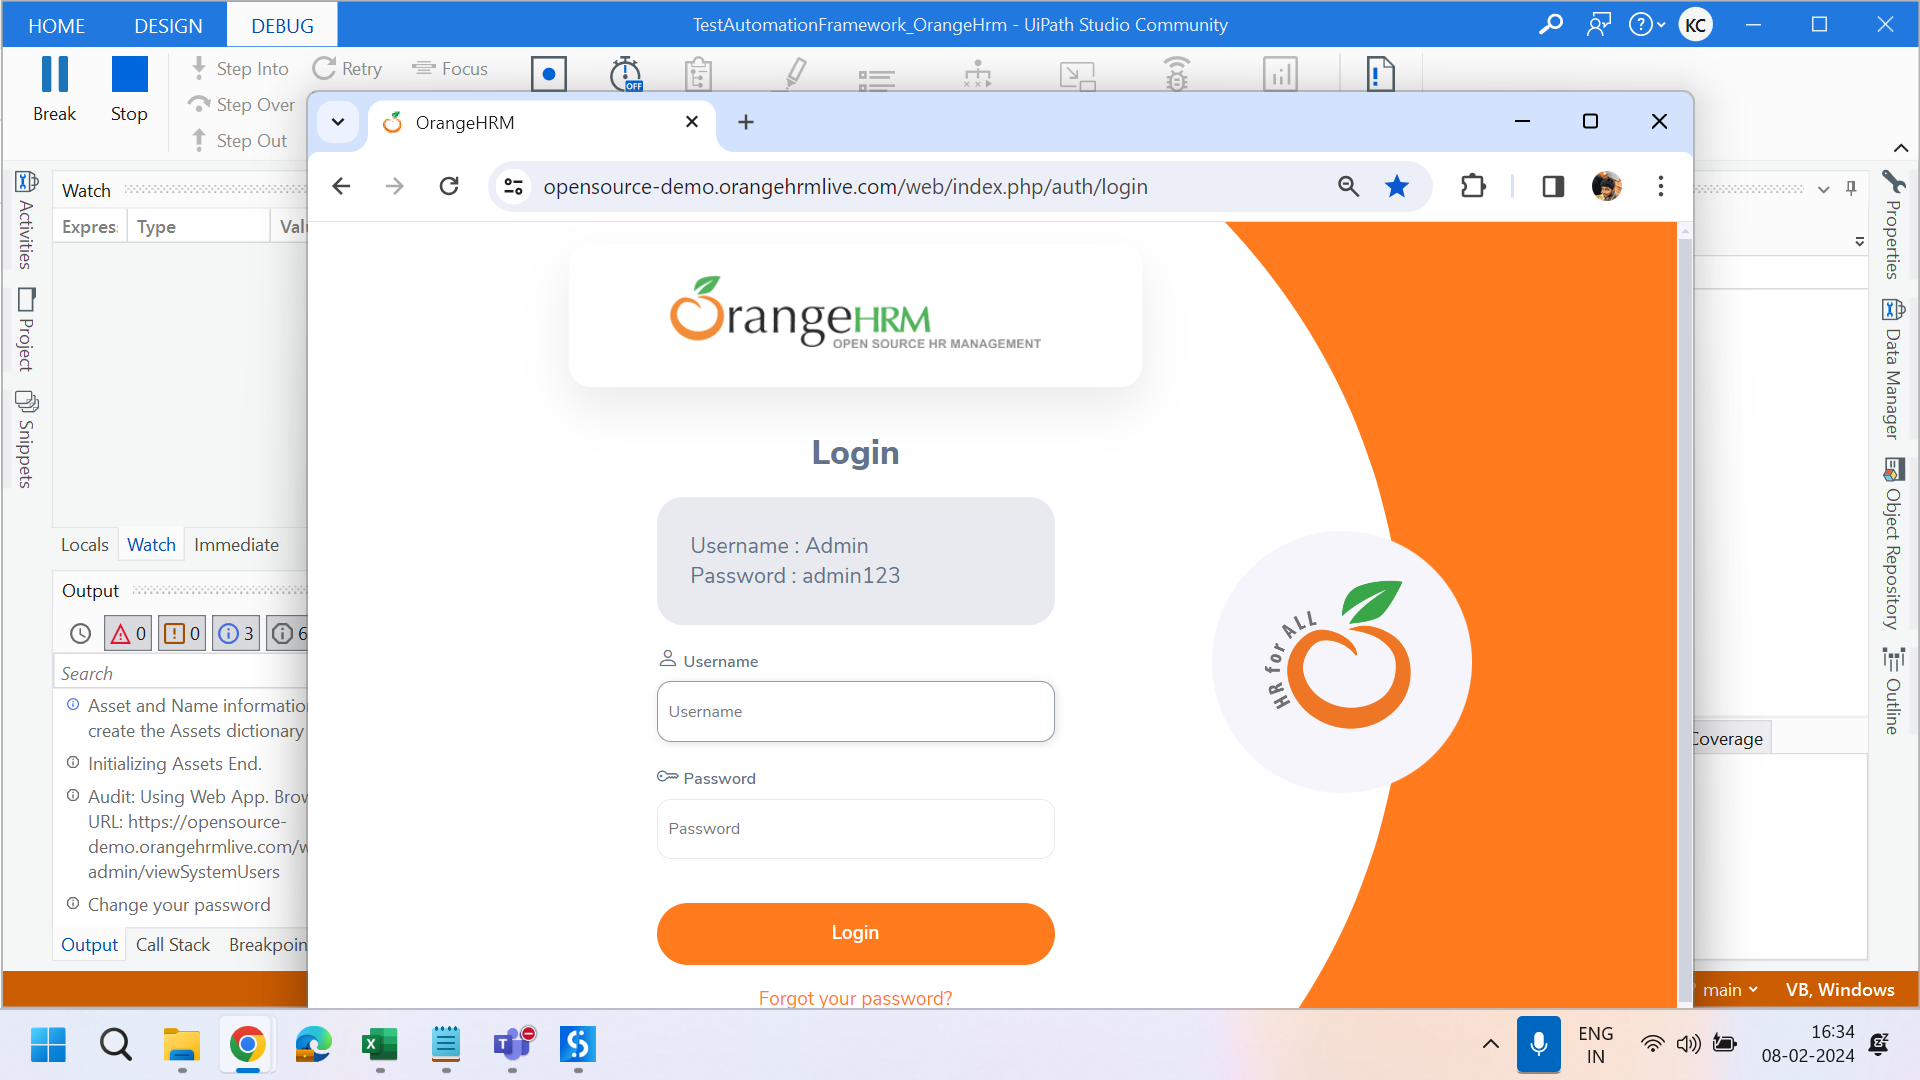 HOME
DESIGN
DEBUG
TestAutomationFramework_OrangeHrm - UiPath Studio Community
KC
Break
Stop
Step Into
Step Over
Step Out
Retry
Focus
OFF
OrangeHRM
opensource-demo.orangehrmlive.com/web/index.php/auth/login
Activities
Project
Snippets
Watch
Express
Type
Locals
Watch
Immediate
Output
0
0
3
6
Search
Asset and Name
create the Assets dictionary
Initializing Assets End.
Audit: Using Web App.
URL: https://opensource-
demo.orangehrmlive.com/w
admin/viewSystemUsers
Change your password
Output
Call Stack
OrangeHRM
OPEN SOURCE HR MANAGEMENT
Login
Username : Admin
Password : admin123
Username
Username
Password
Password
Login
Forgot your password?
HR for ALL
Properties
Data Manager
Object Repository
Outline
Coverage
main
VB, Windows
ENG
IN
16:34
08-02-2024